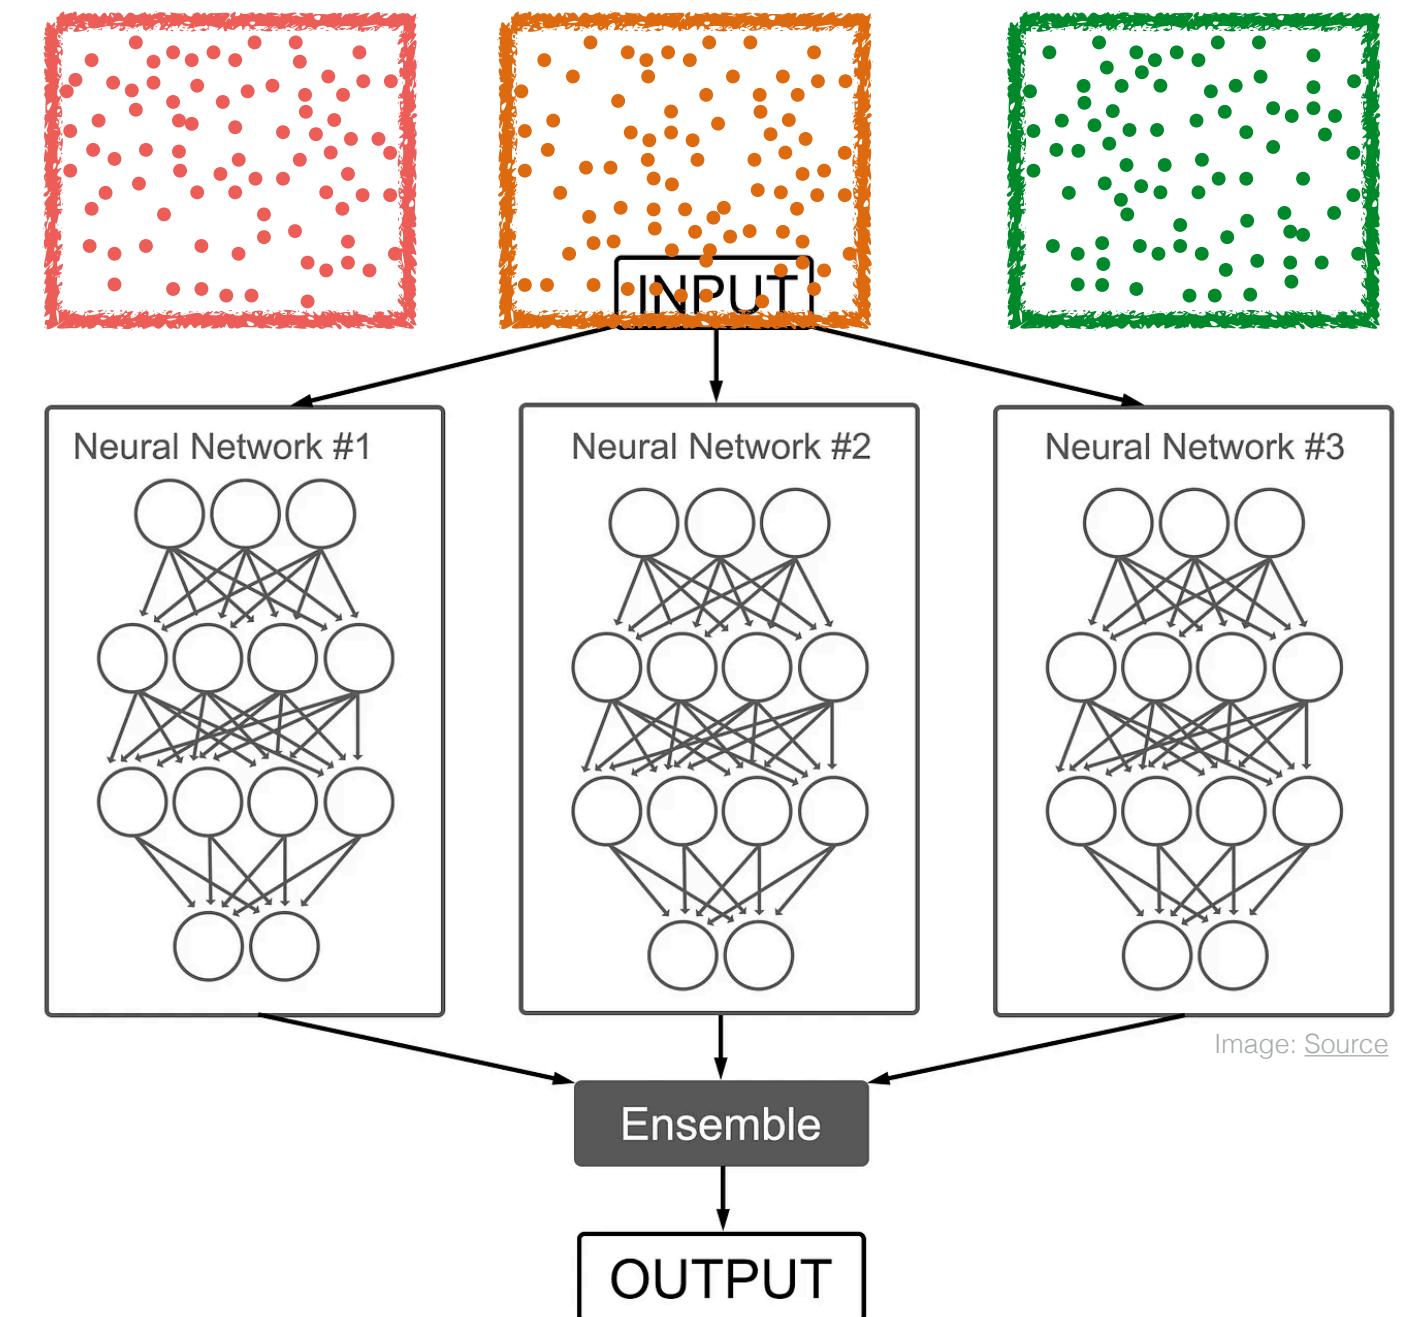 INPUT
Neural Network #1
Neural Network #2
Neural Network #3
Image: Source
Ensemble
OUTPUT